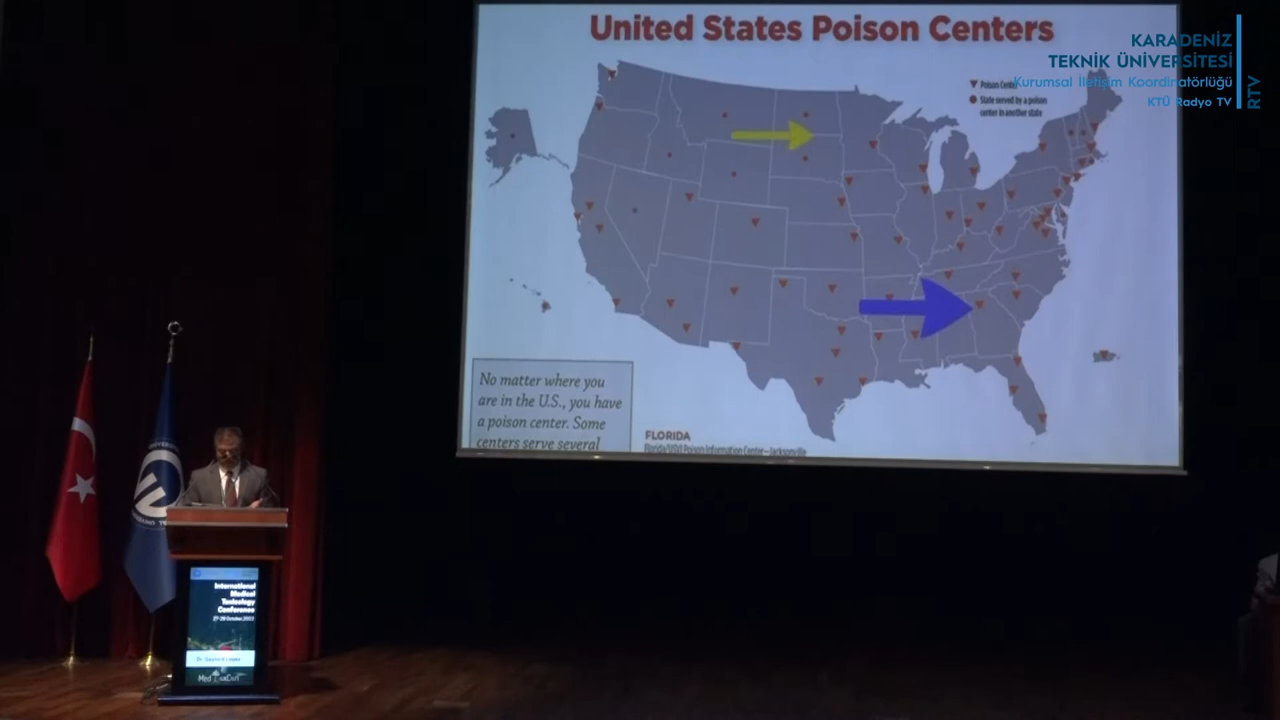 United States Poison Centers
KARADENİZ
TEKNİK ÜNİVERSİTESİ
Kurumsal İletişim Koordinatörlüğü
KTÜ Radyo TV
RTV
Poison Center
State served by a poison
center in another state
No matter where you
are in the U.S., you have
a poison center. Some
centers serve several
FLORIDA
Florida/USVI Poison Information Center—Jacksonville
International
Medical
Toxicology
Conference
27-28 October, 2023